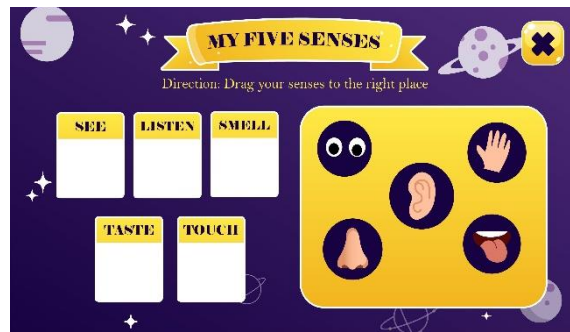 MY FIVE SENSES
Direction: Drag your senses to the right place
SEE
LISTEN
SMELL
TASTE
TOUCH